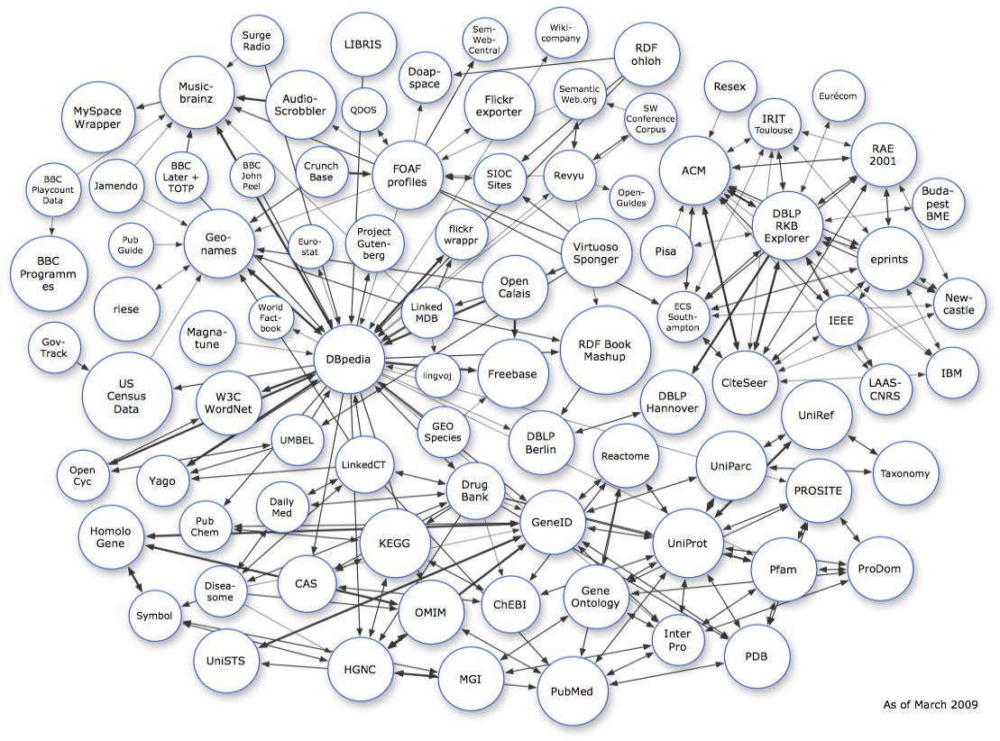 Surge
Radio
LIBRIS
Sem-
Web-
Central
Wiki-
company
RDF
ohloh
Doap-
space
Music-
brainz
MySpace
Wrapper
Audio-
Scrobbler
QDOS
Flickr
exporter
Semantic
Web.org
SW
Conference
Corpus
Resex
Eurécom
IRIT
Toulouse
RAE
2001
ACM
BBC
Playcount
Data
Jamendo
BBC
Later +
TOTP
BBC
John
Peel
Crunch
Base
FOAF
profiles
SIOC
Sites
Revyu
Open-
Guides
Buda-
pest
BME
DBLP
RKB
Explorer
Pub
Guide
Geo-
names
Euro-
stat
Project
Guten-
berg
flickr
wrappr
Virtuoso
Sponger
Pisa
eprints
BBC
Programm
es
riese
World
Fact-
book
Linked
MDB
Open
Calais
ECS
South-
ampton
IEEE
New-
castle
Gov-
Track
Magna-
tune
DBpedia
RDF Book
Mashup
US
Census
Data
W3C
WordNet
lingvoj
Freebase
CiteSeer
LAAS-
CNRS
IBM
DBLP
Hannover
UniRef
UMBEL
GEO
Species
DBLP
Berlin
Reactome
UniParc
Taxonomy
Open
Cyc
Yago
LinkedCT
Drug
Bank
PROSITE
Daily
Med
Pub
Chem
Homolo
Gene
KEGG
GeneID
UniProt
Pfam
ProDom
Disea-
some
CAS
ChEBI
Gene
Ontology
Symbol
OMIM
Inter
Pro
PDB
UniSTS
HGNC
MGI
PubMed
As of March 2009